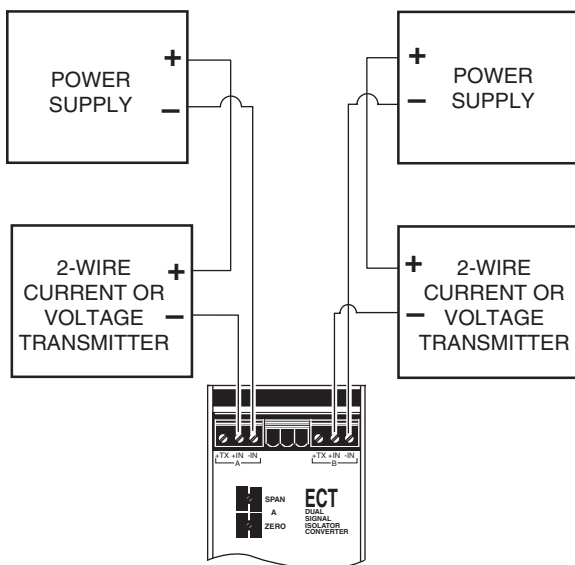 POWER
SUPPLY
+
−
POWER
SUPPLY
+
−
2-WIRE
CURRENT OR
VOLTAGE
TRANSMITTER
+
−
2-WIRE
CURRENT OR
VOLTAGE
TRANSMITTER
+
−
+TX +IN -IN
A
+TX +IN -IN
B
SPAN
A
ZERO
ECT
DUAL
SIGNAL
ISOLATOR
CONVERTER